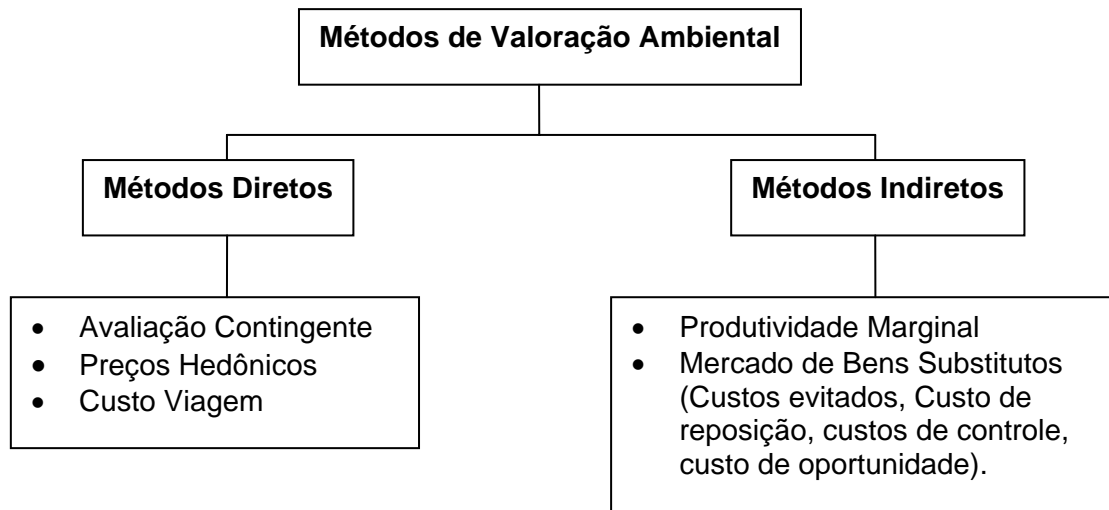 Métodos de Valoração Ambiental
Métodos Diretos
Métodos Indiretos
• Avaliação Contingente
• Preços Hedônicos
• Custo Viagem
• Produtividade Marginal
• Mercado de Bens Substitutos
(Custos evitados, Custo de
reposição, custos de controle,
custo de oportunidade).